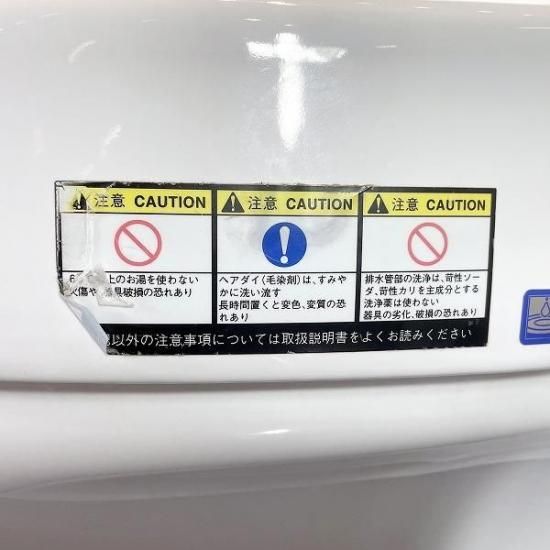 注意 CAUTION
上のお湯を使わない
火傷や器具破損の恐れあり
注意 CAUTION
ヘアダイ(毛染剤)は、すみや
かに洗い流す
長時間置くと変色、変質の恐
れあり
注意 CAUTION
排水管部の洗浄は、苛性ソー
ダ、苛性カリを主成分とする
洗浄薬は使わない
器具の劣化、破損の恐れあり
以外の注意事項については取扱説明書をよくお読みください